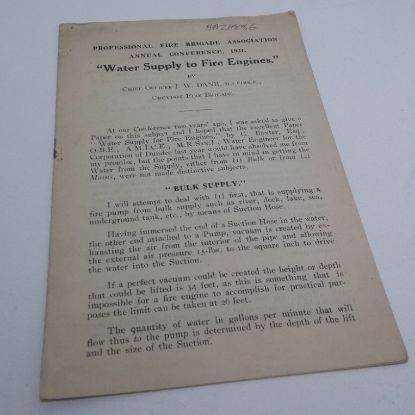 PROFESSIONAL FIRE BRIGADE ASSOCIATION
ANNUAL CONFERENCE, 1931.
"Water Supply to Fire Engines."
BY
CHIEF OFFICER J. W. DANE,
CROYDON FIRE BRIGADE.
At our Conference two years' ago, I was asked to give a
Paper on this subject and I hoped that the excellent Paper
" Water Supply for Fire Engines," by G. Baxter, Esq.,
O.B.E., A.M.I.C.E., M.R.San.I., Water Engineer for the
Corporation of Dundee last year would have absolved me from
my promise, but the points that I have in mind in getting the
Water from the Supply, either from (1) Bulk or from (2)
Mains, were not made distinctive subjects.
" BULK SUPPLY."
I will attempt to deal with (1) first, that is, supplying a
fire pump from bulk supply such as river, dock, lake, sea,
underground tank, etc., by means of Suction Hose.
Having immersed the end of a Suction Hose in the water,
the other end attached to a Pump, vacuum is created by ex-
hausting the air from the interior of the pipe and allowing
the external air pressure 15-lbs. to the square inch to drive
the water into the Suction.
If a perfect vacuum could be created the height or depth
that could be lifted is 34 feet, as this is something that is
impossible for a fire engine to accomplish for practical pur-
poses the limit can be taken at 26 feet.
The quantity of water in gallons per minute that will
flow thus to the pump is determined by the depth of the lift
and the size of the Suction.